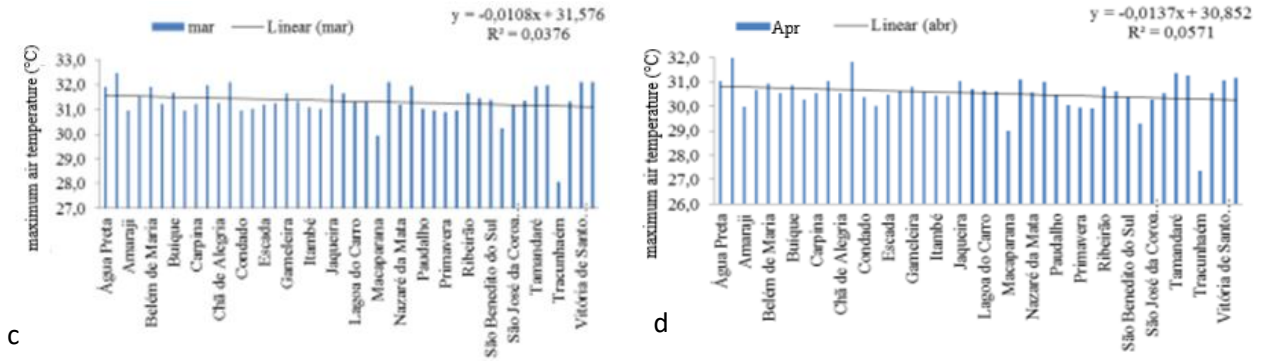 y = -0,0108x + 31,576
R² = 0,0376
mar
Linear (mar)
maximum air temperature (°C)
33,0
32,0
31,0
30,0
29,0
28,0
27,0
Água Preta
Amaraji
Belém de Maria
Buique
Carpina
Chã de Alegria
Condado
Escada
Gameleira
Itambé
Jaqueira
Lagoa do Carro
Macaparana
Nazaré da Mata
Paudalho
Primavera
Ribeirão
São Benedito do Sul
São José da Coroa…
Tamandaré
Tracunhaém
Vitória de Santo…
c
y = -0,0137x + 30,852
R² = 0,0571
Apr
Linear (abr)
maximum air temperature (°C)
32,0
31,0
30,0
29,0
28,0
27,0
26,0
Água Preta
Amaraji
Belém de Maria
Buique
Carpina
Chã de Alegria
Condado
Escada
Gameleira
Itambé
Jaqueira
Lagoa do Carro
Macaparana
Nazaré da Mata
Paudalho
Primavera
Ribeirão
São Benedito do Sul
São José da Coroa…
Tamandaré
Tracunhaém
Vitória de Santo…
d